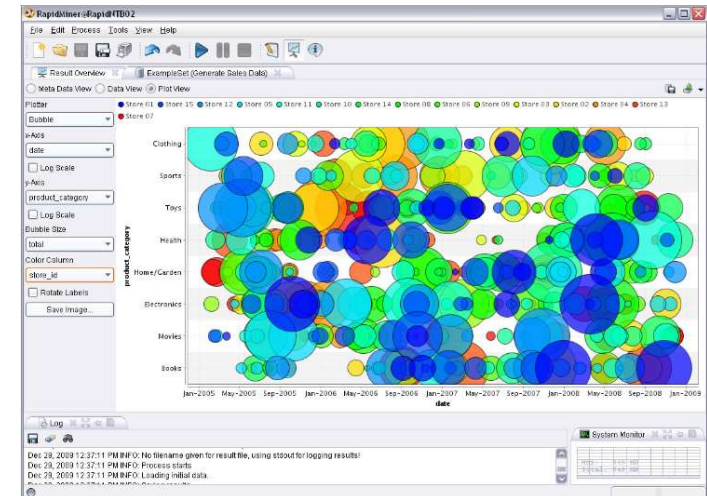 RapidMiner@RapidNTB02
File Edit Process Tools View Help
Result Overview ExampleSet (Generate Sales Data)
Meta Data View Data View Plot View
Plotter
Bubble
x-Axis
date
Log Scale
y-Axis
product_category
Log Scale
Bubble Size
total
Color Column
store_id
Rotate Labels
Save Image...
Store 01 Store 15 Store 12 Store 05 Store 11 Store 10 Store 14 Store 08 Store 06 Store 09 Store 03 Store 02 Store 04 Store 13
Store 07
product_category
Clothing
Sports
Toys
Health
Home/Garden
Electronics
Movies
Books
Jan-2005 May-2005 Sep-2005 Jan-2006 May-2006 Sep-2006 Jan-2007 May-2007 Sep-2007 Jan-2008 May-2008 Sep-2008 Jan-2009
date
Log
System Monitor
Dec 29, 2009 12:37:11 PM INFO: No filename given for result file, using stdout for logging results!
Dec 29, 2009 12:37:11 PM INFO: Process starts
Dec 29, 2009 12:37:11 PM INFO: Loading initial data.